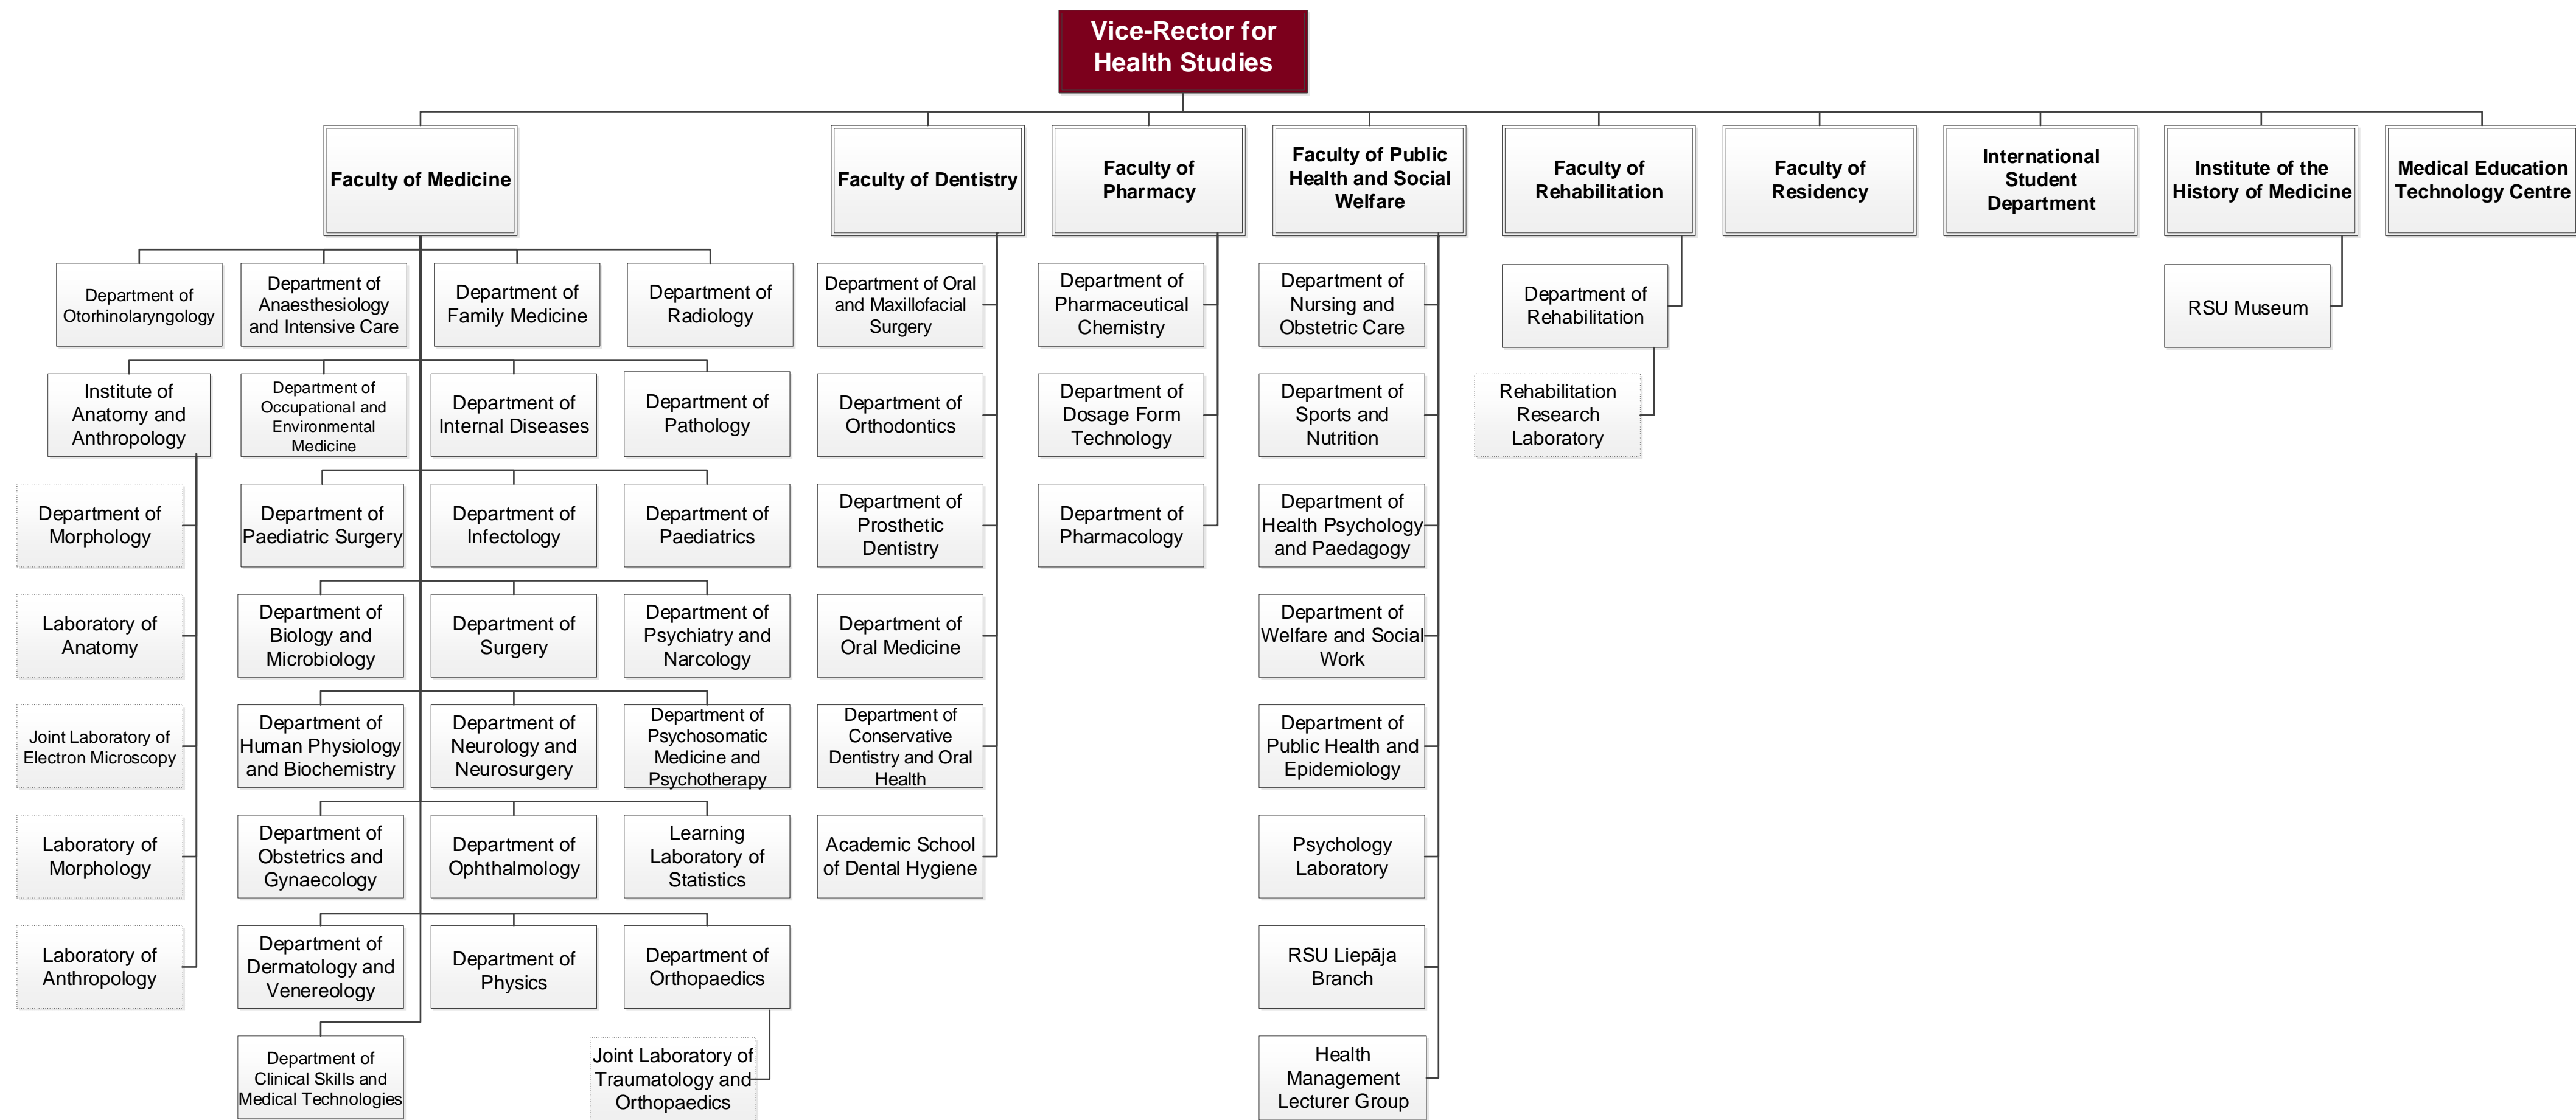 Vice-Rector for
Health Studies
Faculty of Medicine
Faculty of Dentistry
Faculty of
Pharmacy
Faculty of Public
Health and Social
Welfare
Faculty of
Rehabilitation
Faculty of
Residency
International
Student
Department
Institute of the
History of Medicine
Medical Education
Technology Centre
Department of
Otorhinolaryngology
Department of
Anaesthesiology
and Intensive Care
Department of
Family Medicine
Department of
Radiology
Department of Oral
and Maxillofacial
Surgery
Department of
Pharmaceutical
Chemistry
Department of
Nursing and
Obstetric Care
Department of
Rehabilitation
RSU Museum
Institute of
Anatomy and
Anthropology
Department of
Occupational and
Environmental
Medicine
Department of
Internal Diseases
Department of
Pathology
Department of
Orthodontics
Department of
Dosage Form
Technology
Department of
Sports and
Nutrition
Rehabilitation
Research
Laboratory
Department of
Morphology
Department of
Paediatric Surgery
Department of
Infectology
Department of
Paediatrics
Department of
Prosthetic
Dentistry
Department of
Pharmacology
Department of
Health Psychology
and Paedagogy
Laboratory of
Anatomy
Department of
Biology and
Microbiology
Department of
Surgery
Department of
Psychiatry and
Narcology
Department of
Oral Medicine
Department of
Welfare and Social
Work
Joint Laboratory of
Electron Microscopy
Department of
Human Physiology
and Biochemistry
Department of
Neurology and
Neurosurgery
Department of
Psychosomatic
Medicine and
Psychotherapy
Department of
Conservative
Dentistry and Oral
Health
Department of
Public Health and
Epidemiology
Laboratory of
Morphology
Department of
Obstetrics and
Gynaecology
Department of
Ophthalmology
Learning
Laboratory of
Statistics
Academic School
of Dental Hygiene
Psychology
Laboratory
Laboratory of
Anthropology
Department of
Dermatology and
Venereology
Department of
Physics
Department of
Orthopaedics
RSU Liepāja
Branch
Department of
Clinical Skills and
Medical Technologies
Joint Laboratory of
Traumatology and
Orthopaedics
Health
Management
Lecturer Group